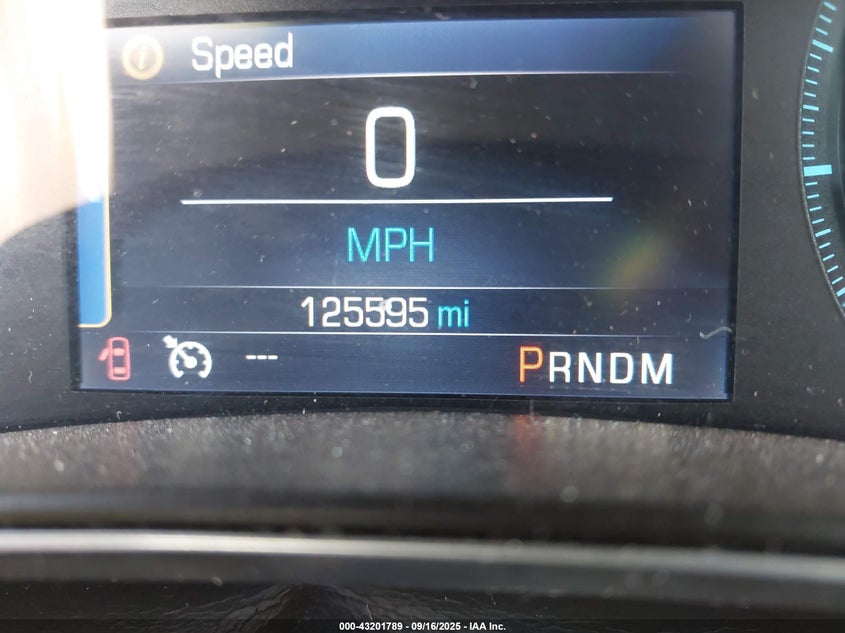 Speed
0
MPH
125595 mi
--- PRNDM
000-43201789 - 09/16/2025 - IAA Inc.